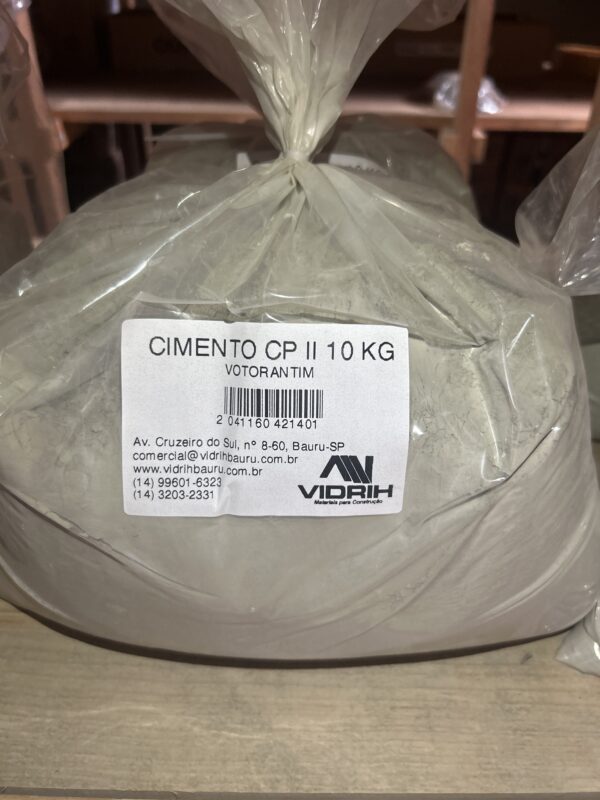 CIMENTO CP II 10 KG
VOTORANTIM
2 041160 421401
Av. Cruzeiro do Sul, nº 8-60, Bauru-SP
comercial@vidrihbauru.com.br
www.vidrihbauru.com.br
(14) 99601-6323
(14) 3203-2331
VIDRIH
Materiais para Construção